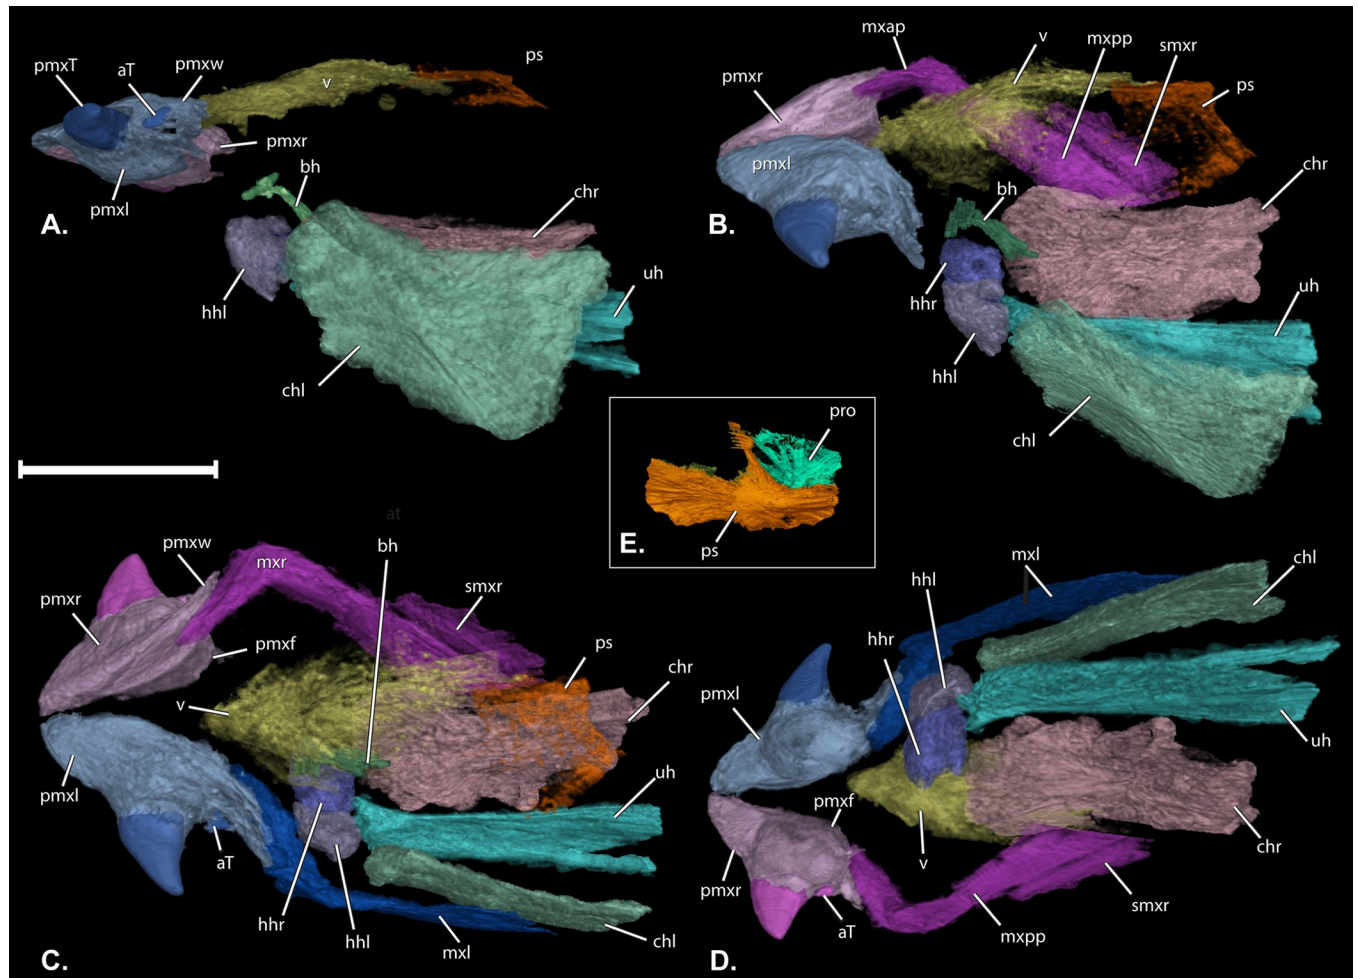 pmxT
aT
pmxw
v
ps
pmxr
pmxl
bh
chr
hhl
uh
chl
A.
mxap
v
mxpp
smxr
pmxr
ps
pmxl
bh
chr
hhr
uh
hhl
chl
B.
pro
ps
E.
at
pmxw
mxr
bh
smxr
pmxr
pmxf
ps
chr
v
pmxl
uh
aT
hhr
hhl
mxl
chl
C.
mxl
chl
hhl
hhr
pmxl
uh
pmxf
v
chr
pmxr
aT
mxpp
smxr
D.